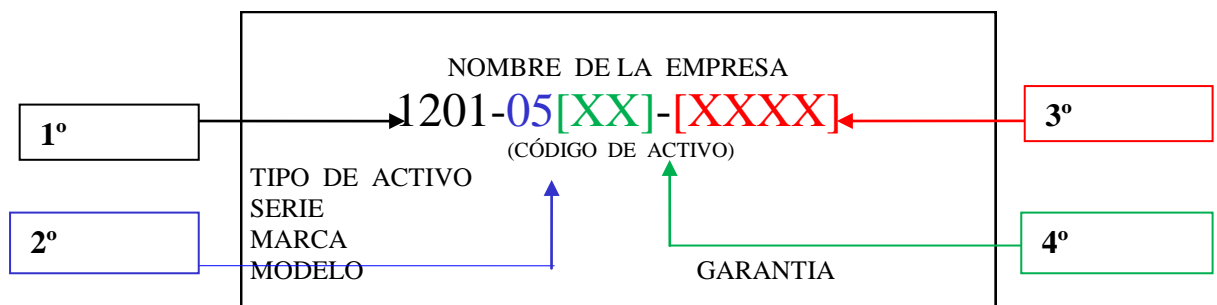 NOMBRE DE LA EMPRESA
1201-05[XX]-[XXXX]
(CÓDIGO DE ACTIVO)
1º
3º
TIPO DE ACTIVO
SERIE
MARCA
MODELO
GARANTIA
2º
4º